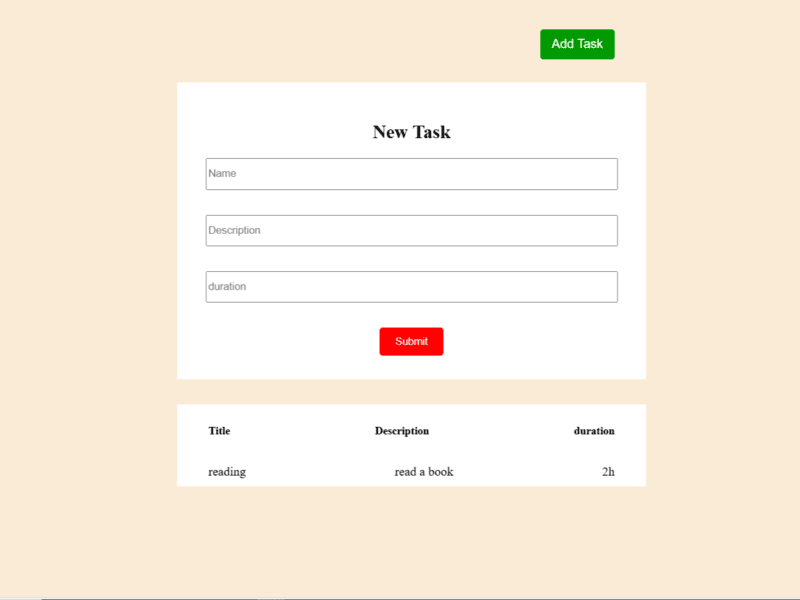 Add Task
New Task
Name
Description
duration
Submit
Title Description duration
reading read a book 2h